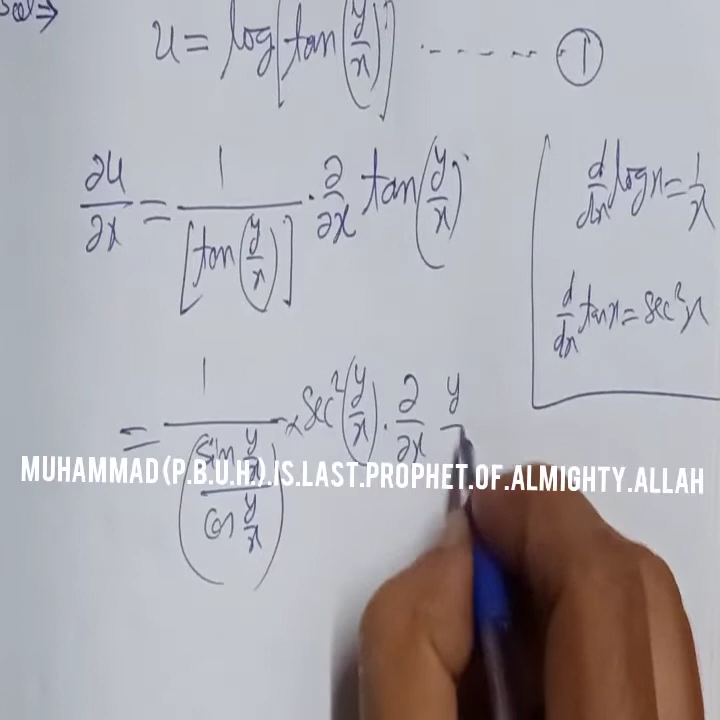 Sol⇒
u = log[tan(y/x)] ........ ①
∂u/∂x = 1/[tan(y/x)] · ∂/∂x tan(y/x)
d/dx log x = 1/x
d/dx tan x = sec² x
= 1/(sin y/x / cos y/x) × sec²(y/x) · ∂/∂x y
MUHAMMAD(P.B.U.H.).IS.LAST.PROPHET.OF.ALMIGHTY.ALLAH